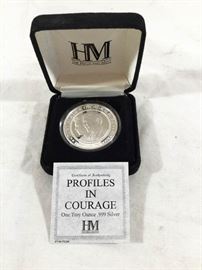 HM
Certificate of Authenticity
PROFILES
IN
COURAGE
One Troy Ounce .999 Silver
HM